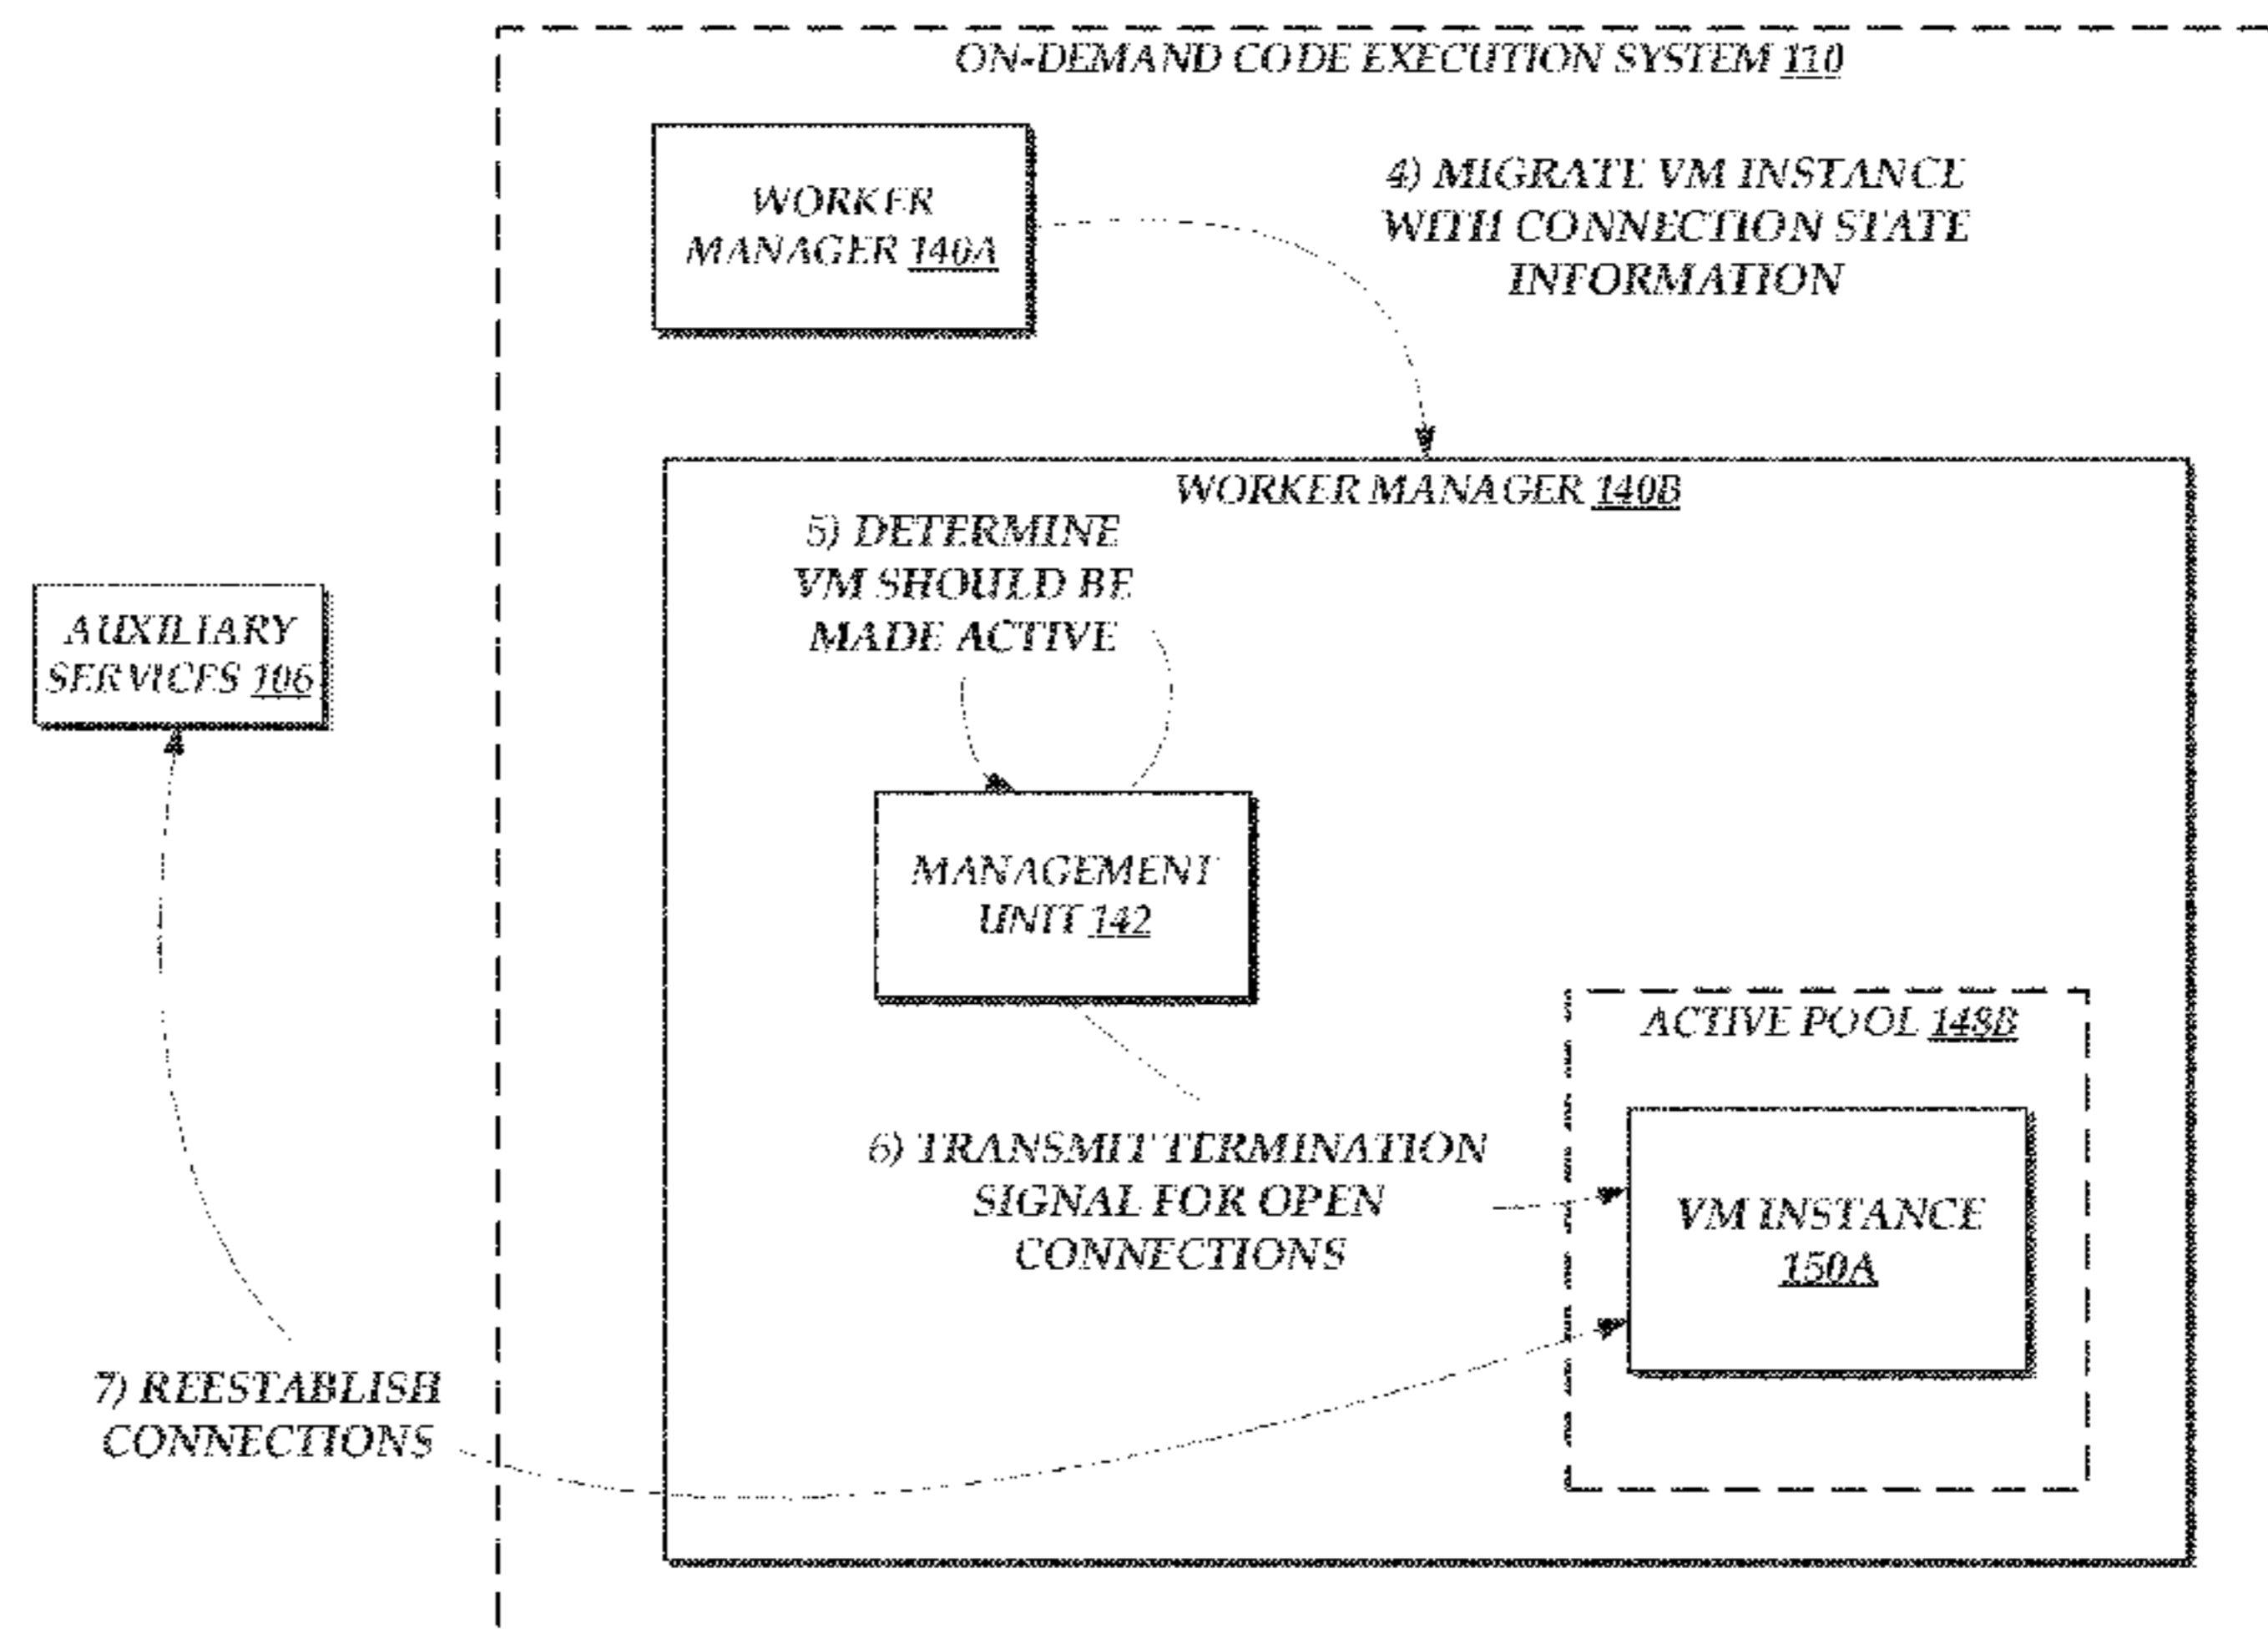 ON-DEMAND CODE EXECUTION SYSTEM 110
WORKER
MANAGER 140A
4) MIGRATE VM INSTANCE
WITH CONNECTION STATE
INFORMATION
WORKER MANAGER 140B
5) DETERMINE
VM SHOULD BE
MADE ACTIVE
AUXILIARY
SERVICES 106
MANAGEMENT
UNIT 142
ACTIVE POOL 148B
6) TRANSMIT TERMINATION
SIGNAL FOR OPEN
CONNECTIONS
VM INSTANCE
150A
7) REESTABLISH
CONNECTIONS